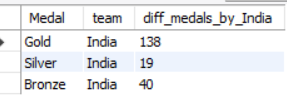 Medal team diff_medals_by_India
Gold India 138
Silver India 19
Bronze India 40